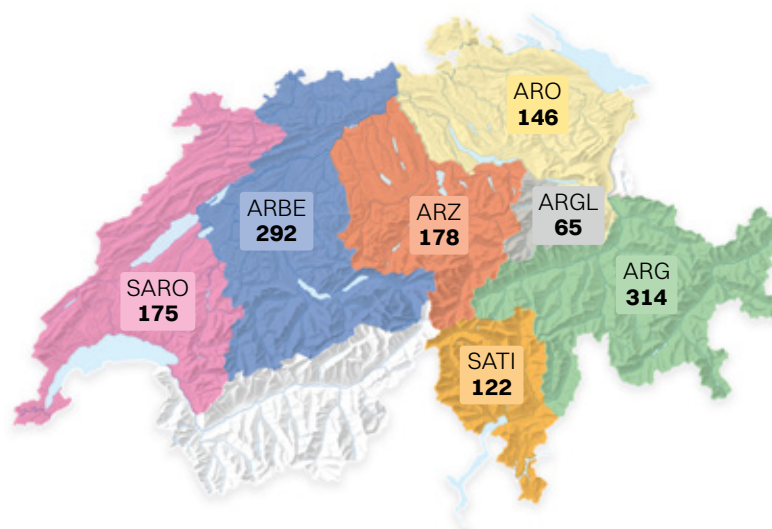 ARO
146
ARBE
292
ARZ
178
ARGL
65
ARG
314
SARO
175
SATI
122